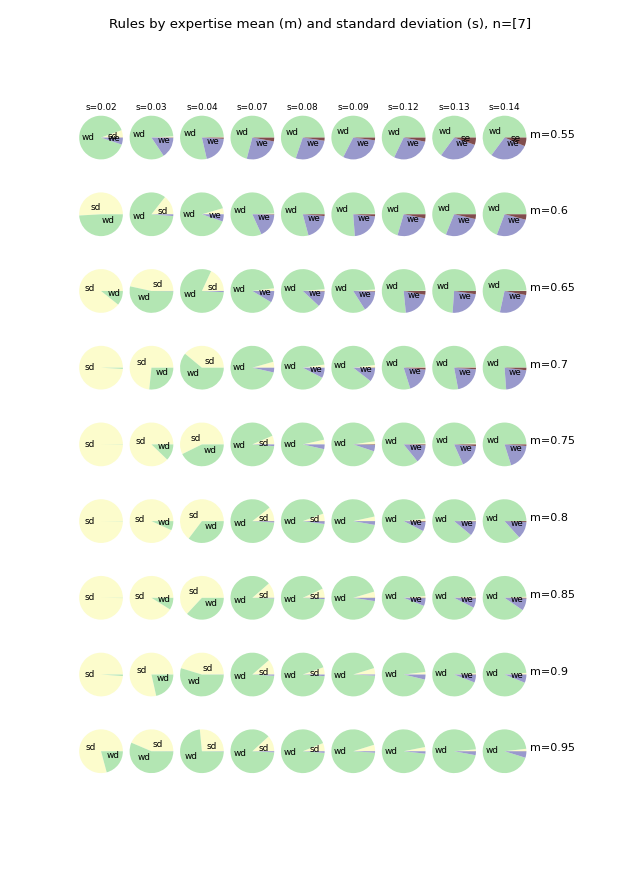 Rules by expertise mean (m) and standard deviation (s), n=[7]
s=0.02 s=0.03 s=0.04 s=0.07 s=0.08 s=0.09 s=0.12 s=0.13 s=0.14
wd sd we wd we wd we wd we wd we wd we wd we wd se we wd se we m=0.55
sd wd wd sd wd we wd we wd we wd we wd we wd we wd we m=0.6
sd wd sd wd wd sd wd we wd we wd we wd we wd we wd we m=0.65
sd sd wd sd wd wd wd we wd we wd we wd we wd we m=0.7
sd sd wd sd wd wd sd wd wd wd we wd we wd we m=0.75
sd sd wd sd wd wd sd wd sd wd wd we wd we wd we m=0.8
sd sd wd sd wd wd sd wd sd wd wd we wd we wd we m=0.85
sd sd wd sd wd wd sd wd sd wd wd wd we wd we m=0.9
sd wd sd wd wd sd wd sd wd sd wd wd wd wd m=0.95